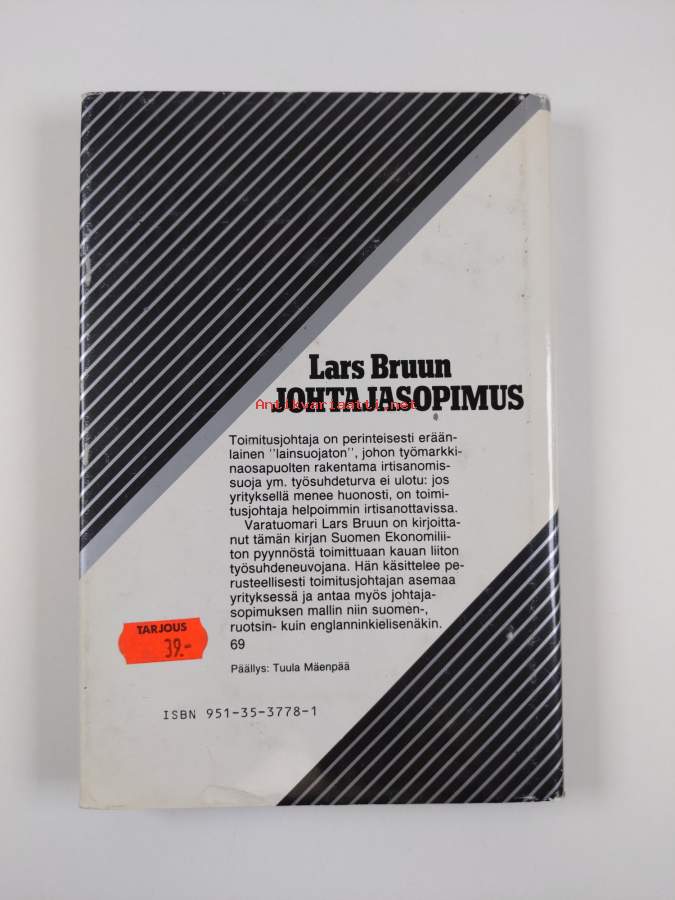 Lars Bruun
JOHTAJASOPIMUS
Antikvariaatti.net
Toimitusjohtaja on perinteisesti erään-
lainen "lainsuojaton", johon työmarkki-
naosapuolten rakentama irtisanomis-
suoja ym. työsuhdeturva ei ulotu: jos
yrityksellä menee huonosti, on toimi-
tusjohtaja helpoimmin irtisanottavissa.
Varatuomari Lars Bruun on kirjoitta-
nut tämän kirjan Suomen Ekonomilii-
ton pyynnöstä toimittuaan kauan liiton
työsuhdeneuvojana. Hän käsittelee pe-
rusteellisesti toimitusjohtajan asemaa
yrityksessä ja antaa myös johtaja-
sopimuksen mallin niin suomen-,
ruotsin- kuin englanninkielisenäkin.
69
TARJOUS
39.-
Päällys: Tuula Mäenpää
ISBN 951-35-3778-1